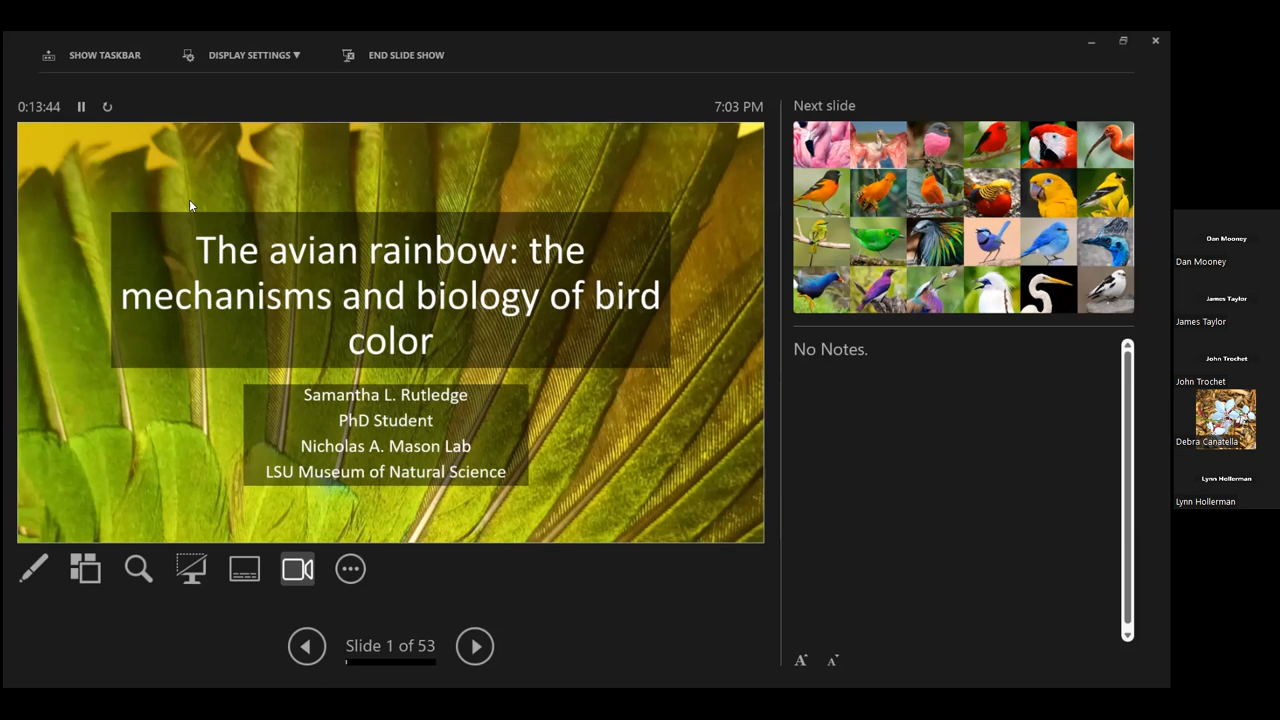 SHOW TASKBAR
DISPLAY SETTINGS ▼
END SLIDE SHOW
0:13:44
7:03 PM
Next slide
The avian rainbow: the
mechanisms and biology of bird
color
Samantha L. Rutledge
PhD Student
Nicholas A. Mason Lab
LSU Museum of Natural Science
No Notes.
Slide 1 of 53
A A
Dan Mooney
Dan Mooney
James Taylor
James Taylor
John Trochet
John Trochet
Debra Canatella
Lynn Hollerman
Lynn Hollerman